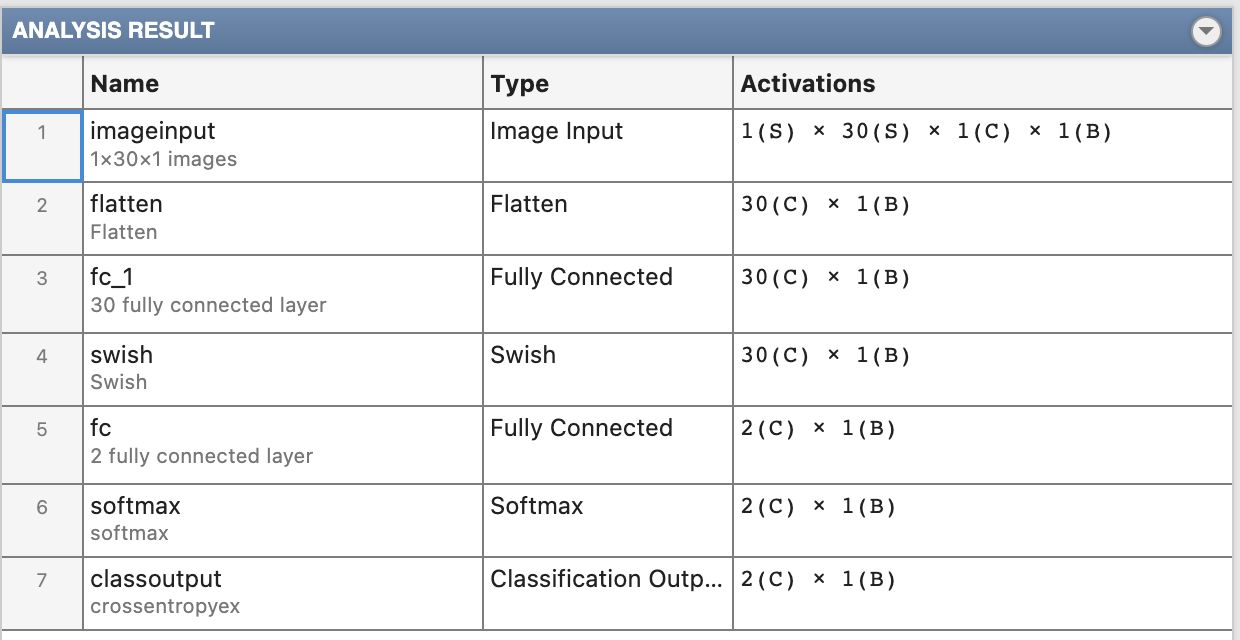 ANALYSIS RESULT
Name Type Activations
1 imageinput Image Input 1(S) × 30(S) × 1(C) × 1(B)
1×30×1 images
2 flatten Flatten 30(C) × 1(B)
Flatten
3 fc_1 Fully Connected 30(C) × 1(B)
30 fully connected layer
4 swish Swish 30(C) × 1(B)
Swish
5 fc Fully Connected 2(C) × 1(B)
2 fully connected layer
6 softmax Softmax 2(C) × 1(B)
softmax
7 classoutput Classification Outp... 2(C) × 1(B)
crossentropyex